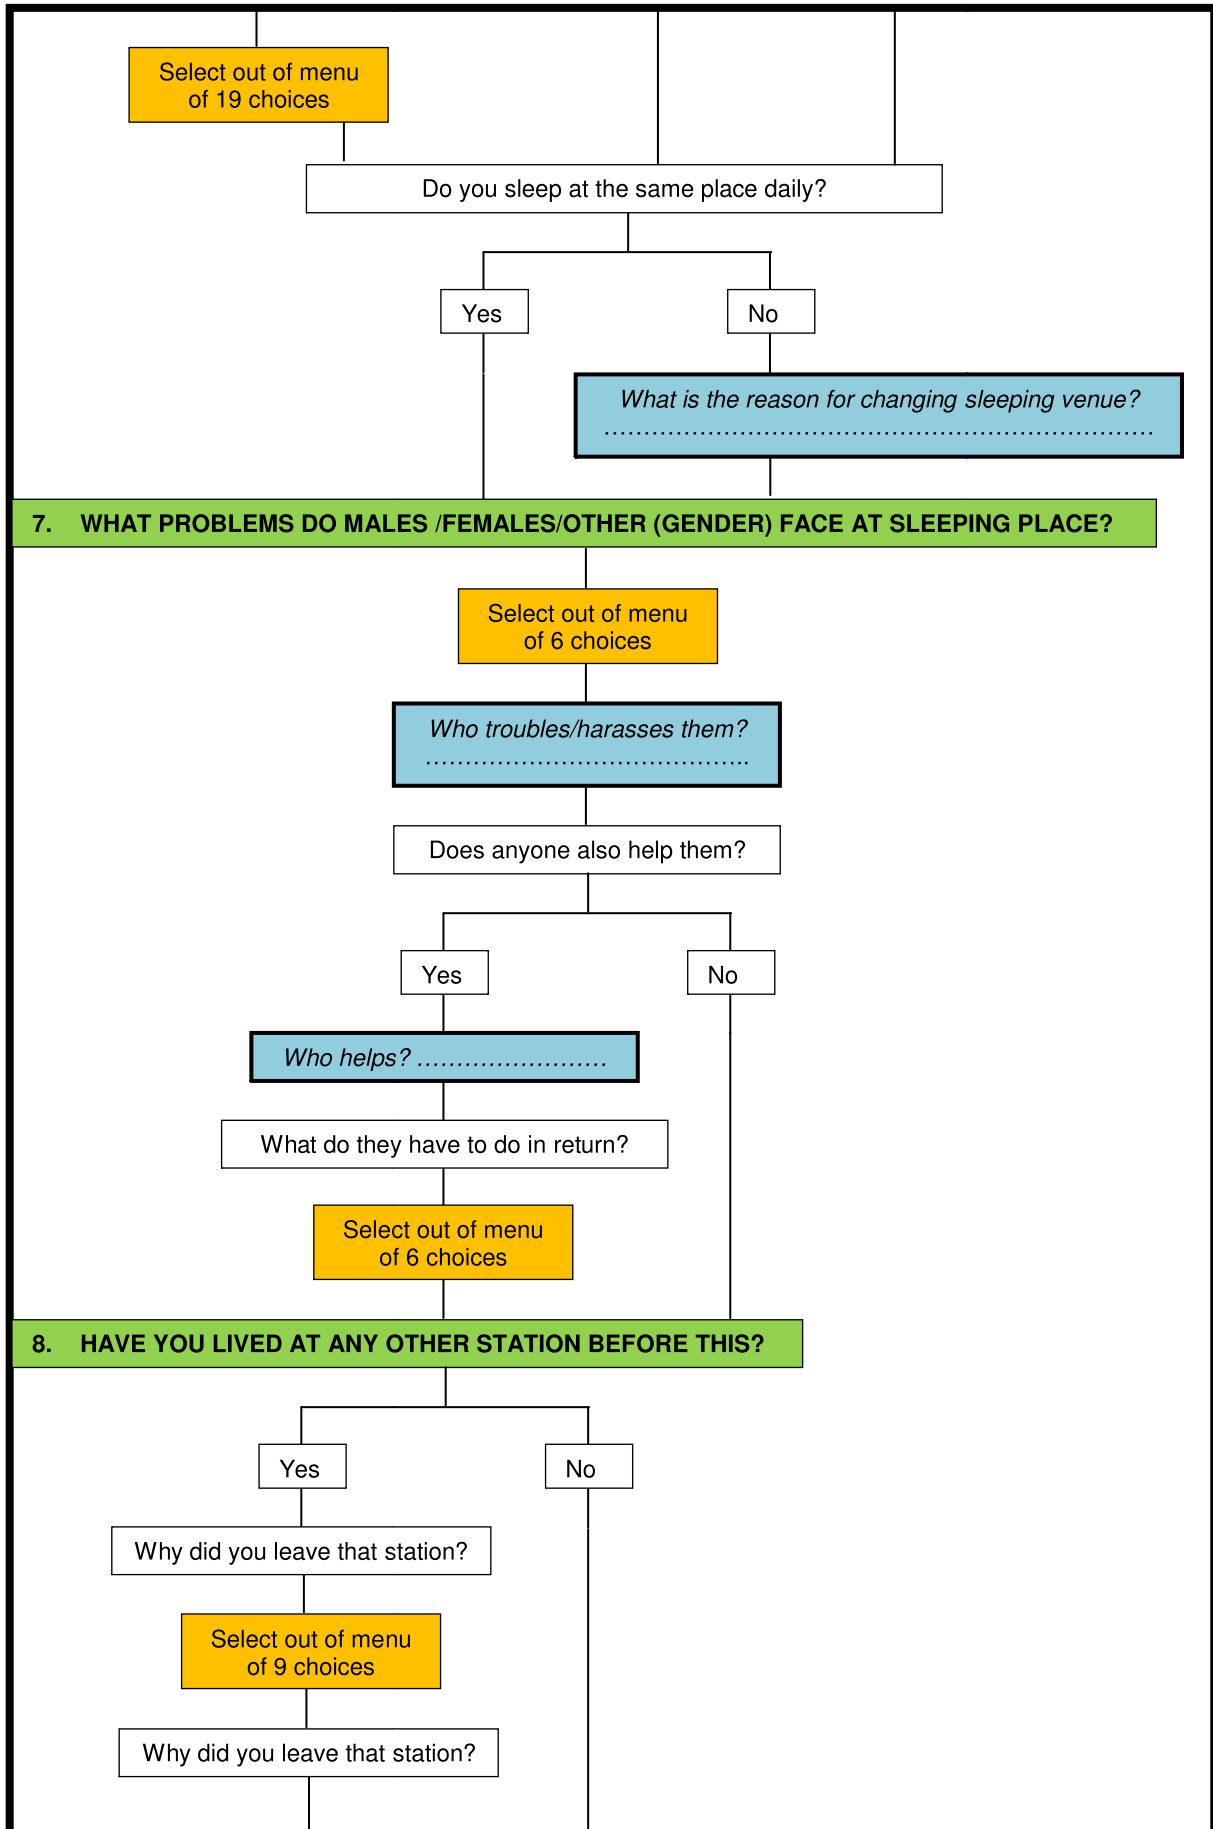 Select out of menu
of 19 choices
Do you sleep at the same place daily?
Yes
No
What is the reason for changing sleeping venue?
……………………………………………………………
7. WHAT PROBLEMS DO MALES /FEMALES/OTHER (GENDER) FACE AT SLEEPING PLACE?
Select out of menu
of 6 choices
Who troubles/harasses them?
…………………………………..
Does anyone also help them?
Yes
No
Who helps? ……………………
What do they have to do in return?
Select out of menu
of 6 choices
8. HAVE YOU LIVED AT ANY OTHER STATION BEFORE THIS?
Yes
No
Why did you leave that station?
Select out of menu
of 9 choices
Why did you leave that station?